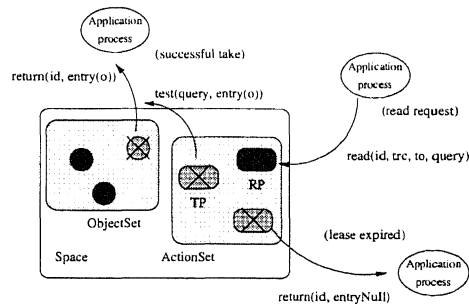 Application
process
(successful take)
return(id, entry(o))
test(query, entry(o))
Application
process
(read request)
read(id, trc, to, query)
RP
TP
ObjectSet
(lease expired)
Space
ActionSet
Application
process
return(id, entryNull)